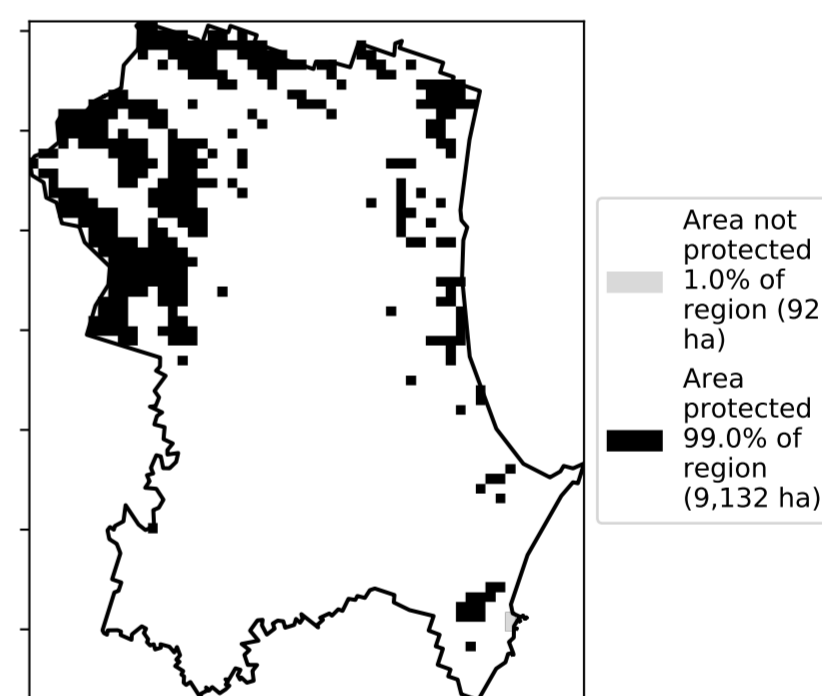 Area not
protected
1.0% of
region (92
ha)
Area
protected
99.0% of
region
(9,132 ha)